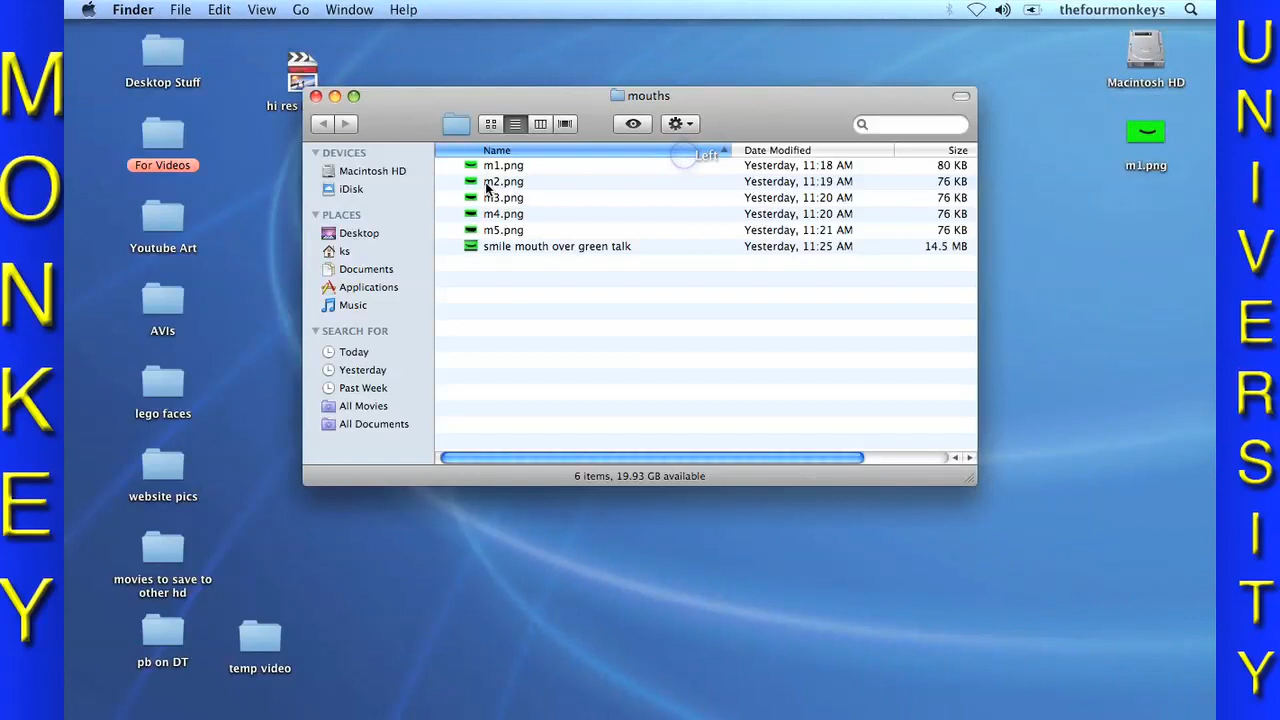 MONKEY
Finder File Edit View Go Window Help
thefourmonkeys
Desktop Stuff
hi res
For Videos
Youtube Art
AVIs
lego faces
website pics
movies to save to
other hd
pb on DT
temp video
mouths
DEVICES
Macintosh HD
iDisk
PLACES
Desktop
ks
Documents
Applications
Music
SEARCH FOR
Today
Yesterday
Past Week
All Movies
All Documents
Name Left Date Modified Size
m1.png Yesterday, 11:18 AM 80 KB
m2.png Yesterday, 11:19 AM 76 KB
m3.png Yesterday, 11:20 AM 76 KB
m4.png Yesterday, 11:20 AM 76 KB
m5.png Yesterday, 11:21 AM 76 KB
smile mouth over green talk Yesterday, 11:25 AM 14.5 MB
6 items, 19.93 GB available
Macintosh HD
m1.png
UNIVERSITY